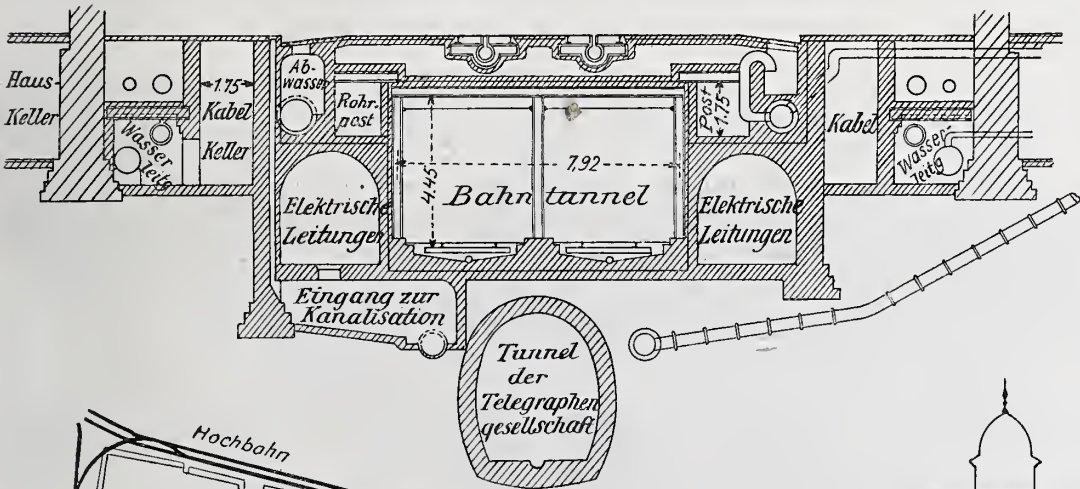 Haus-
Keller
Wasser
leitg
1.75
Kabel
Keller
Ab-
wasser
Rohr-
post
4.45
7,92
Bahntunnel
Post
1.75
Kabel
Wasser-
leitg
Elektrische
Leitungen
Elektrische
Leitungen
Eingang zur
Kanalisation
Tunnel
der
Telegraphen
gesellschaft
Hochbahn